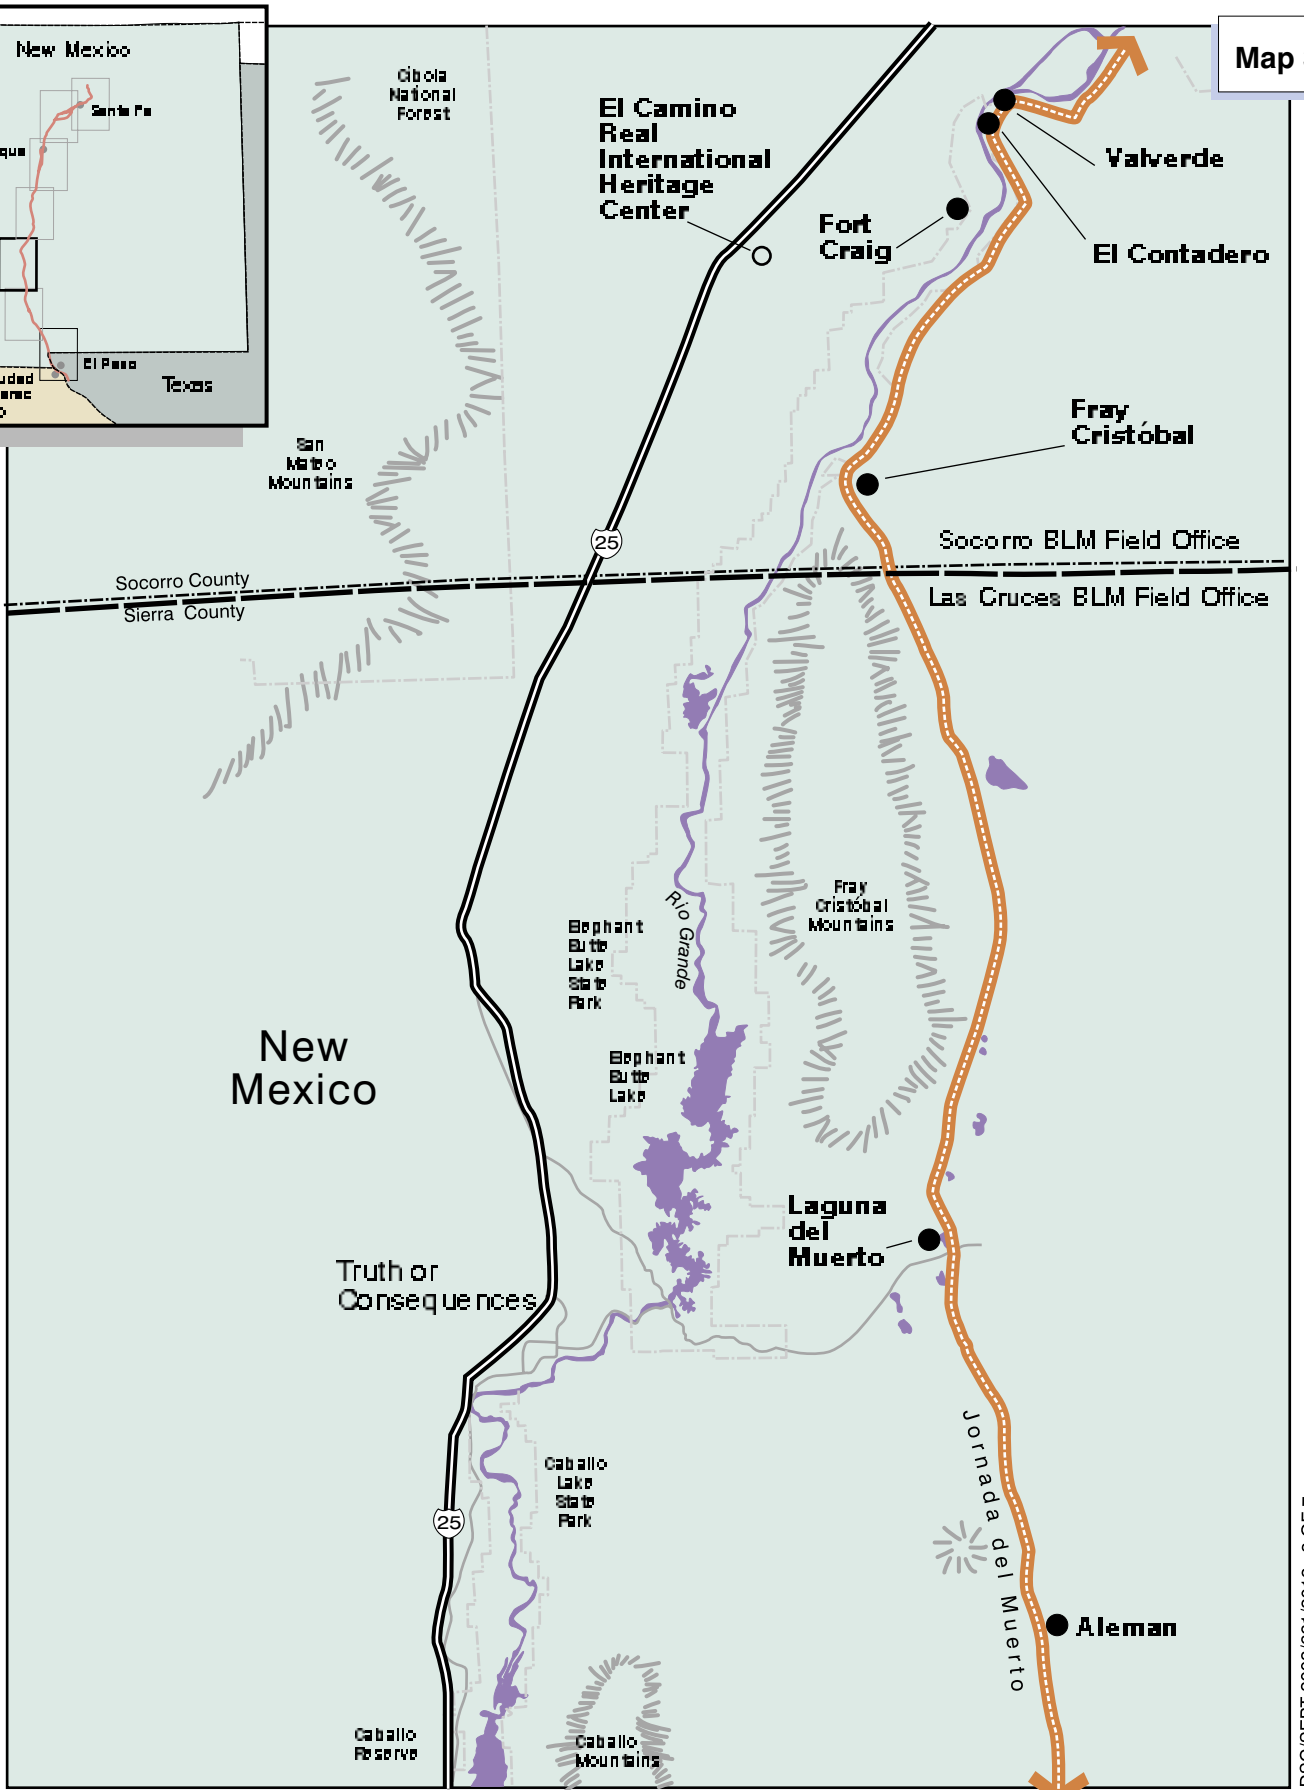 New Mexico
Santa Fe
El Paso
Texas
Map
Cibola
National
Forest
El Camino
Real
International
Heritage
Center
Valverde
Fort
Craig
El Contadero
Fray
Cristóbal
San
Mateo
Mountains
25
Socorro BLM Field Office
Socorro County
Las Cruces BLM Field Office
Sierra County
Fray
Cristóbal
Mountains
Rio Grande
Elephant
Butte
Lake
State
Park
New
Mexico
Elephant
Butte
Lake
Laguna
del
Muerto
Truth or
Consequences
Jornada del Muerto
Caballo
Lake
State
Park
25
Aleman
Caballo
Reserve
Caballo
Mountains